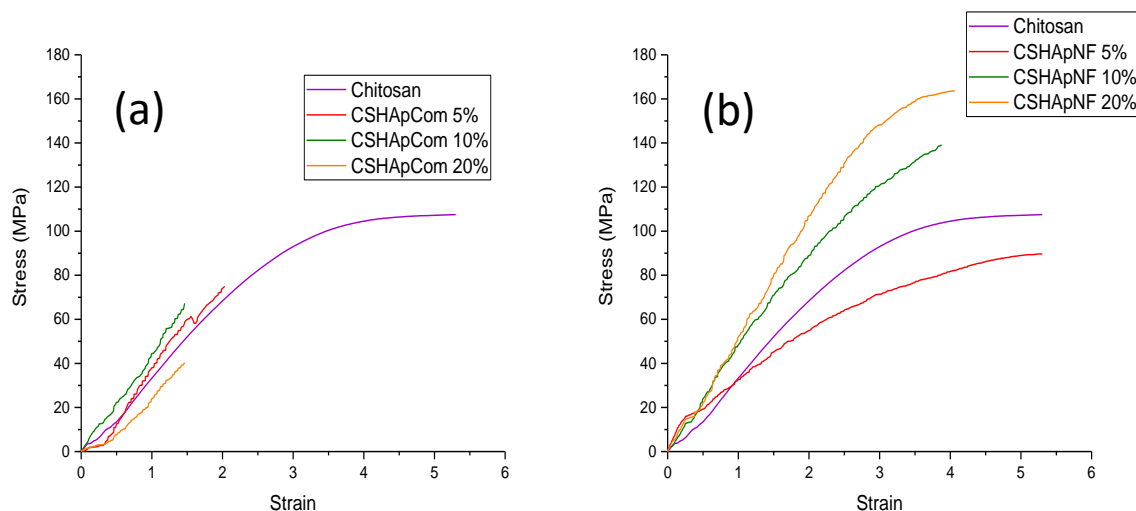 (a)
Chitosan
CSHApCom 5%
CSHApCom 10%
CSHApCom 20%
180
160
140
120
100
80
60
40
20
0
Stress (MPa)
0 1 2 3 4 5 6
Strain
(b)
Chitosan
CSHApNF 5%
CSHApNF 10%
CSHApNF 20%
180
160
140
120
100
80
60
40
20
0
Stress (MPa)
0 1 2 3 4 5 6
Strain